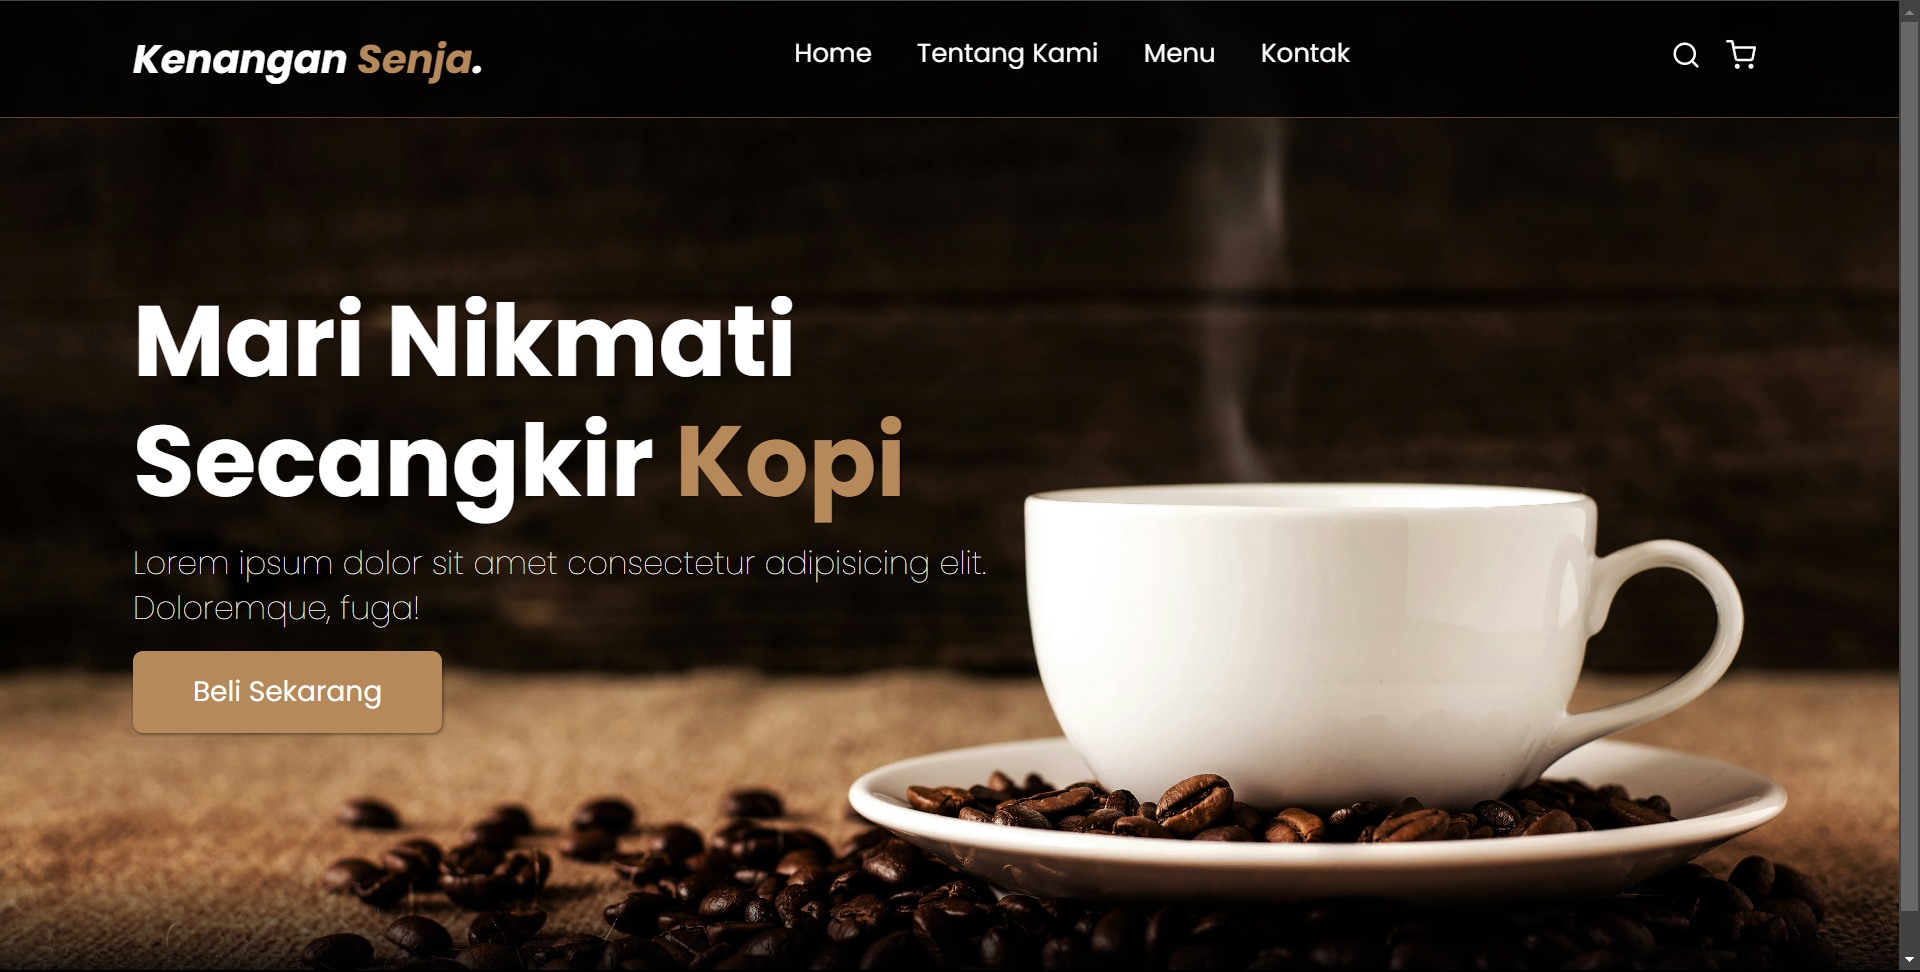 Kenangan Senja.
Home
Tentang Kami
Menu
Kontak
Mari Nikmati
Secangkir Kopi
Lorem ipsum dolor sit amet consectetur adipisicing elit.
Doloremque, fuga!
Beli Sekarang